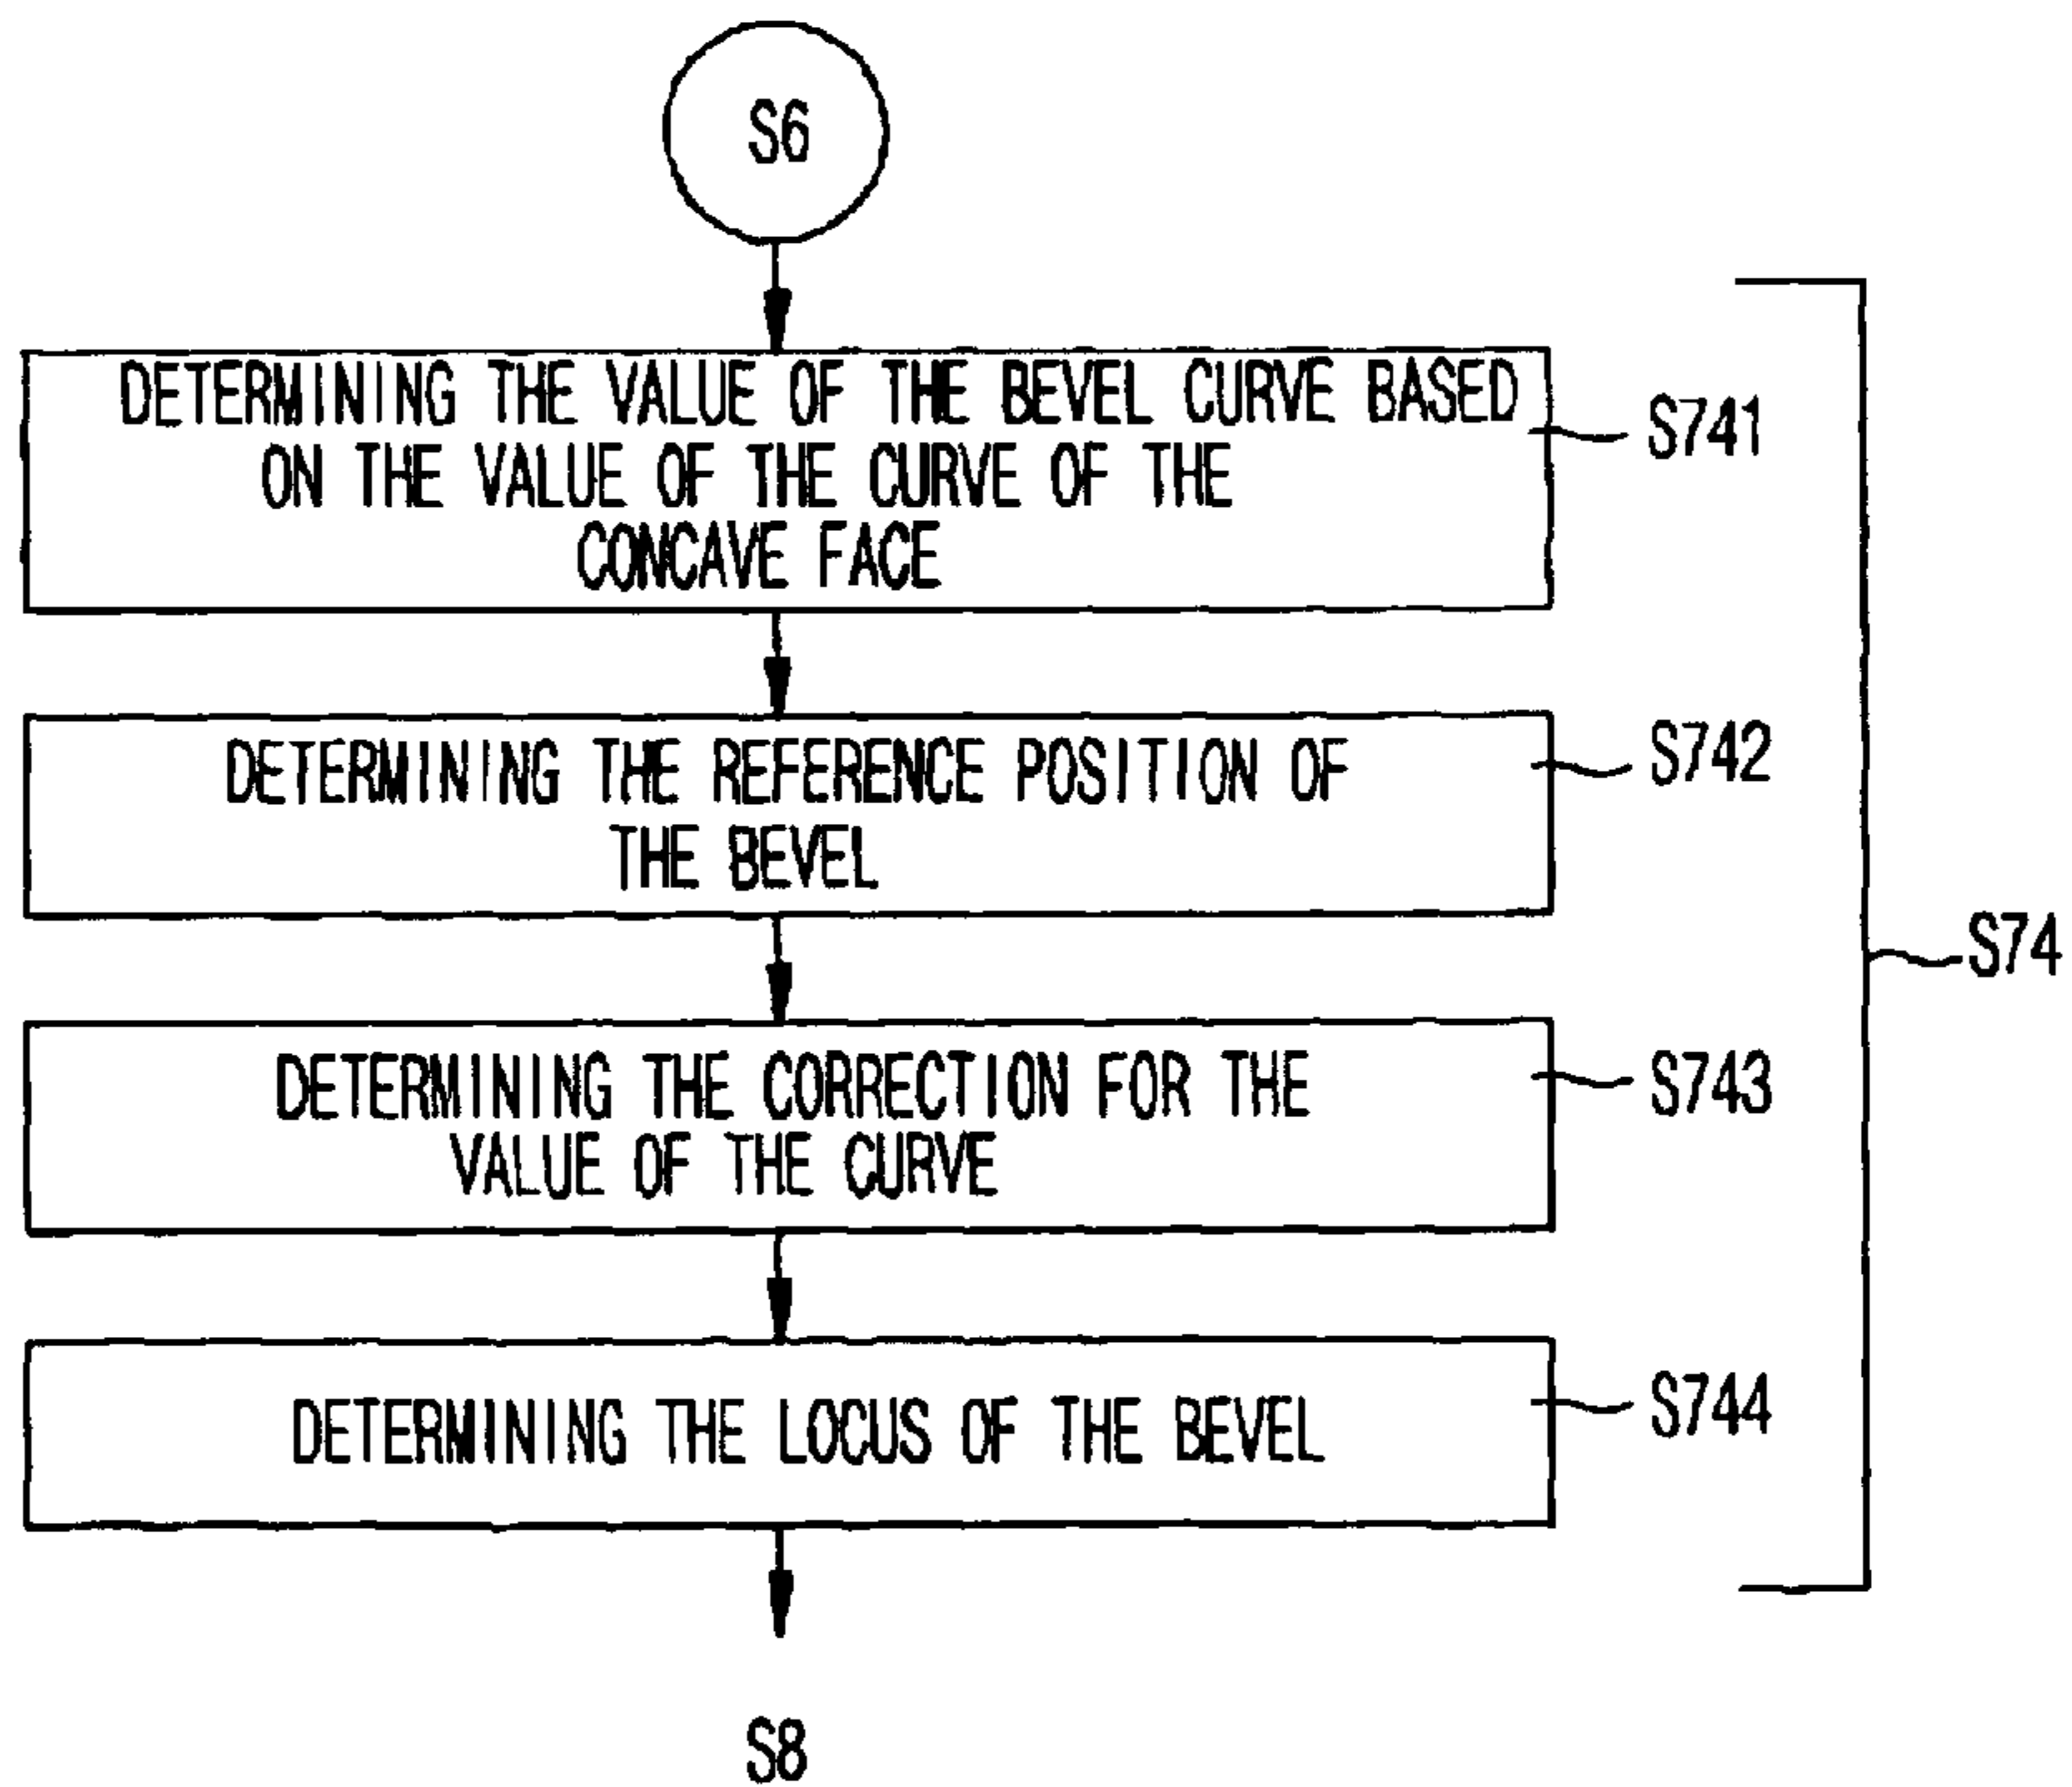 S6
DETERMINING THE VALUE OF THE BEVEL CURVE BASED
ON THE VALUE OF THE CURVE OF THE
CONCAVE FACE
S741
DETERMINING THE REFERENCE POSITION OF
THE BEVEL
S742
S74
DETERMINING THE CORRECTION FOR THE
VALUE OF THE CURVE
S743
DETERMINING THE LOCUS OF THE BEVEL
S744
S8